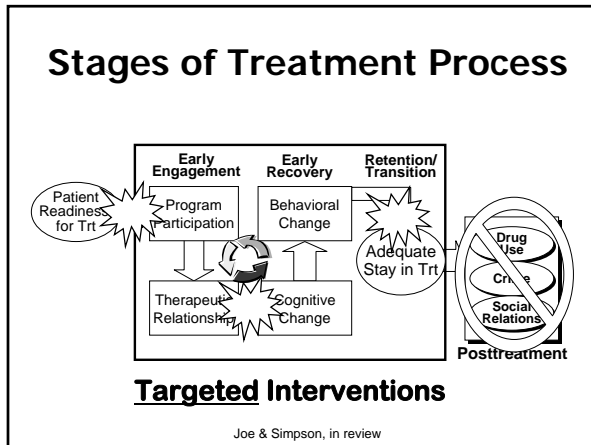 Stages of Treatment Process
Early
Engagement
Early
Recovery
Retention/
Transition
Patient
Readiness
for Trt
Program
Participation
Behavioral
Change
Adequate
Stay in Trt
Therapeutic
Relationship
Cognitive
Change
Drug
Use
Crime
Social
Relations
Posttreatment
Targeted Interventions
Joe & Simpson, in review